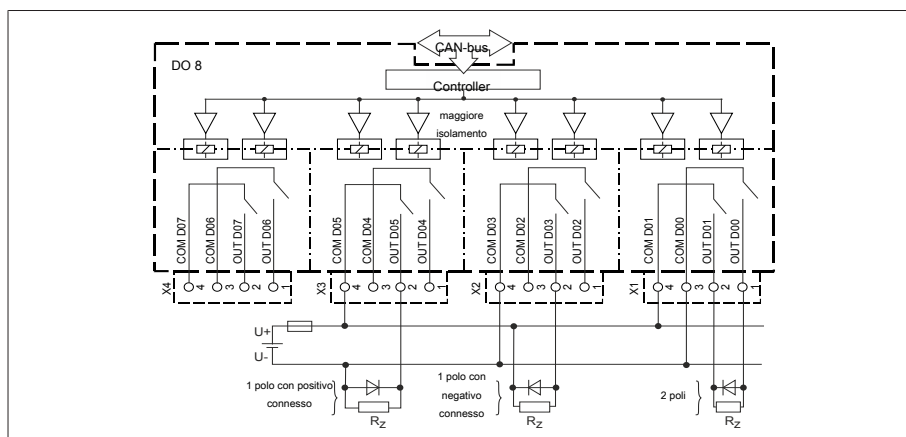 CAN-bus
DO 8
Controller
maggiore
isolamento
COM D07
COM D06
OUT D07
OUT D06
COM D05
COM D04
OUT D05
OUT D04
COM D03
COM D02
OUT D03
OUT D02
COM D01
COM D00
OUT D01
OUT D00
X4
4
3
2
1
X3
4
3
2
1
X2
4
3
2
1
X1
4
3
2
1
U+
U-
1 polo con positivo
connesso
RZ
1 polo con
negativo
connesso
RZ
2 poli
RZ